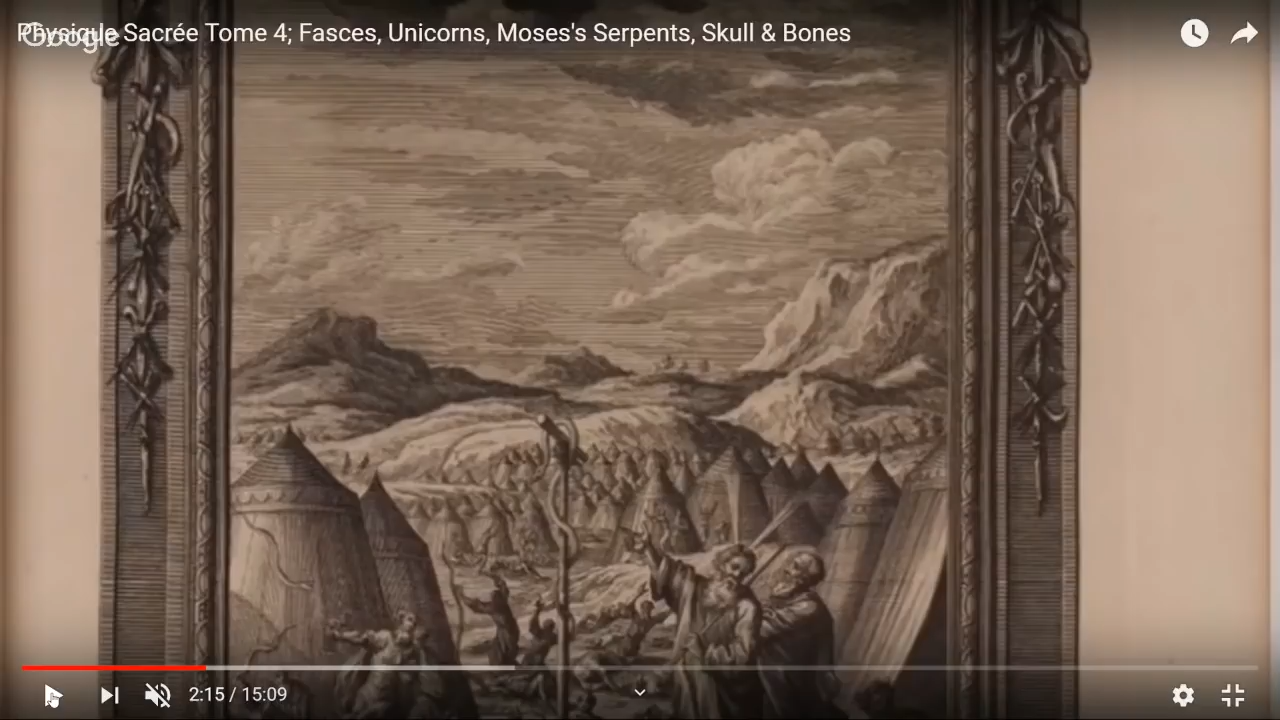 Physique Sacrée Tome 4; Fasces, Unicorns, Moses's Serpents, Skull & Bones
Google
2:15 / 15:09